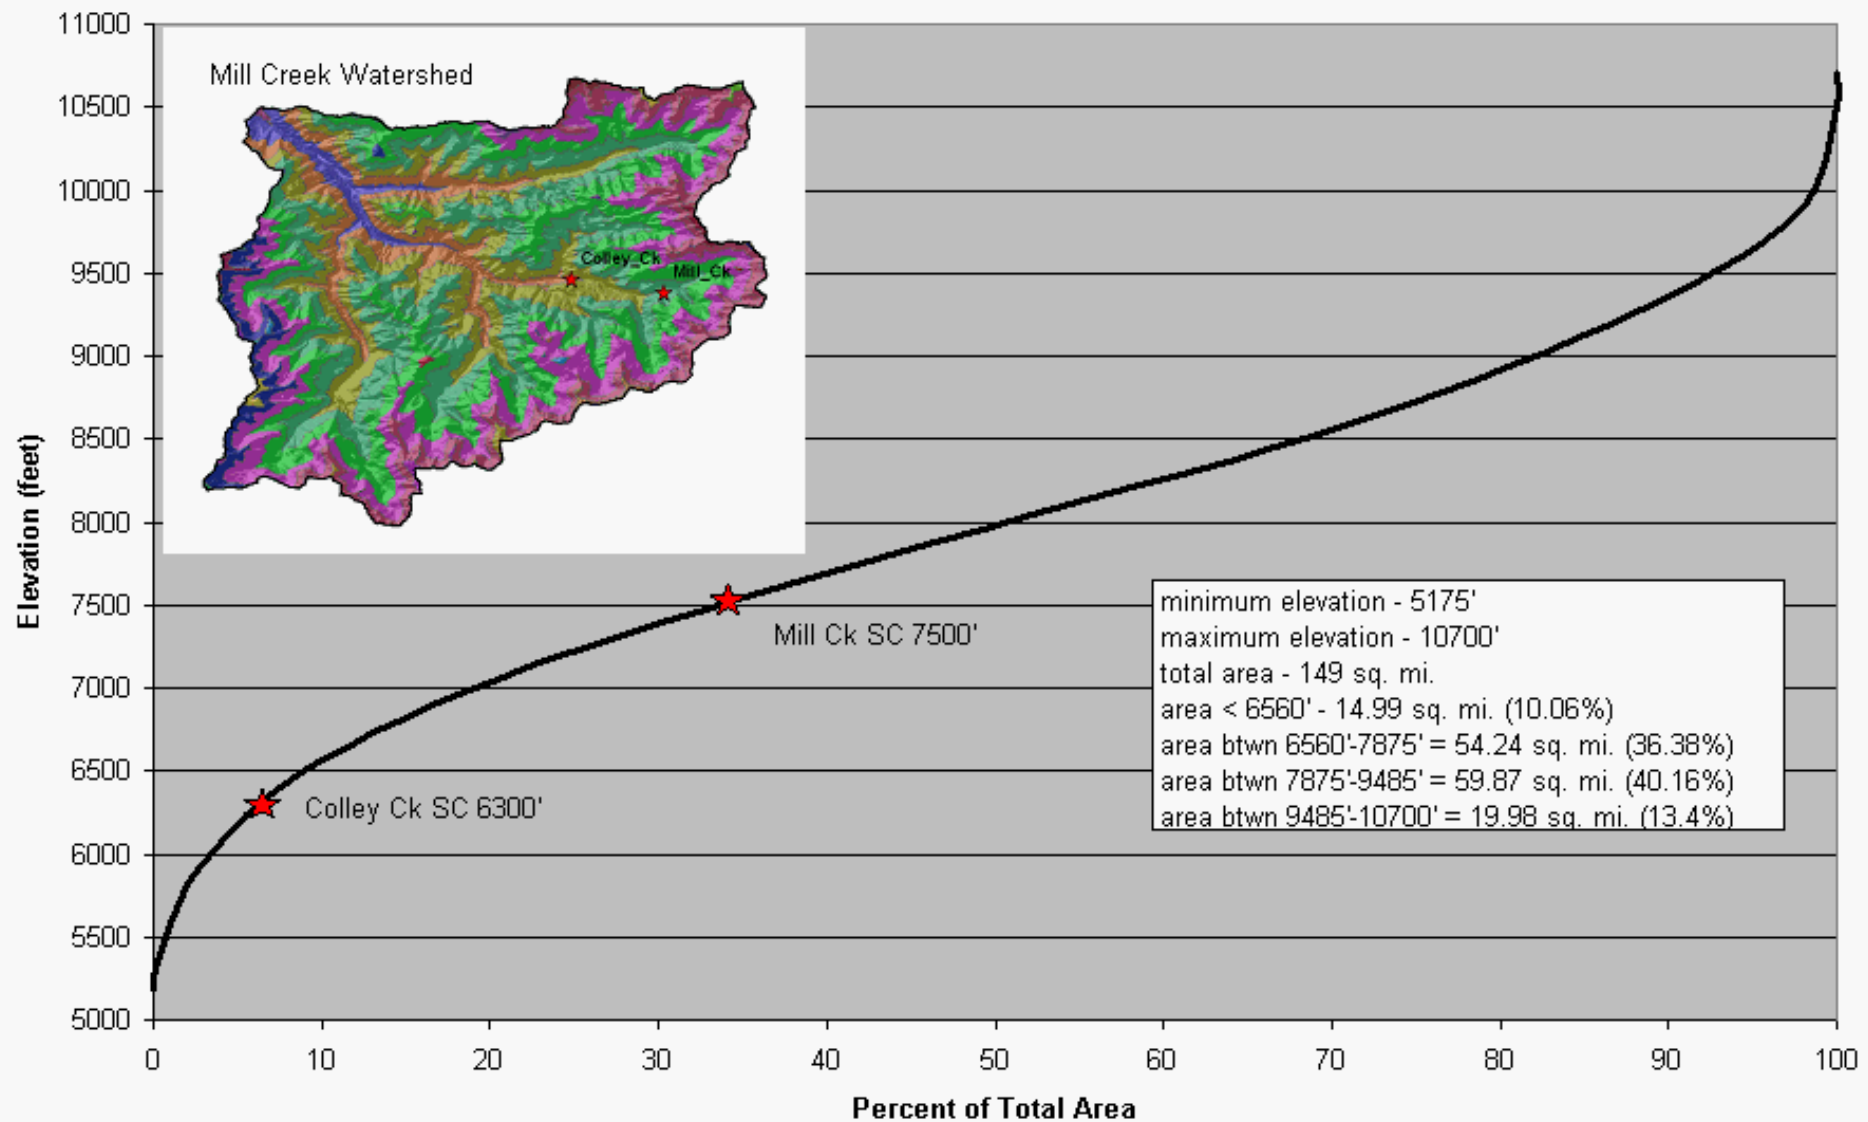 11000
10500
10000
9500
9000
8500
8000
7500
7000
6500
6000
5500
5000
Elevation (feet)
Mill Creek Watershed
Colley_Ck
Mill_Ck
Mill Ck SC 7500'
Colley Ck SC 6300'
minimum elevation - 5175'
maximum elevation - 10700'
total area - 149 sq. mi.
area < 6560' - 14.99 sq. mi. (10.06%)
area btwn 6560'-7875' = 54.24 sq. mi. (36.38%)
area btwn 7875'-9485' = 59.87 sq. mi. (40.16%)
area btwn 9485'-10700' = 19.98 sq. mi. (13.4%)
0 10 20 30 40 50 60 70 80 90 100
Percent of Total Area